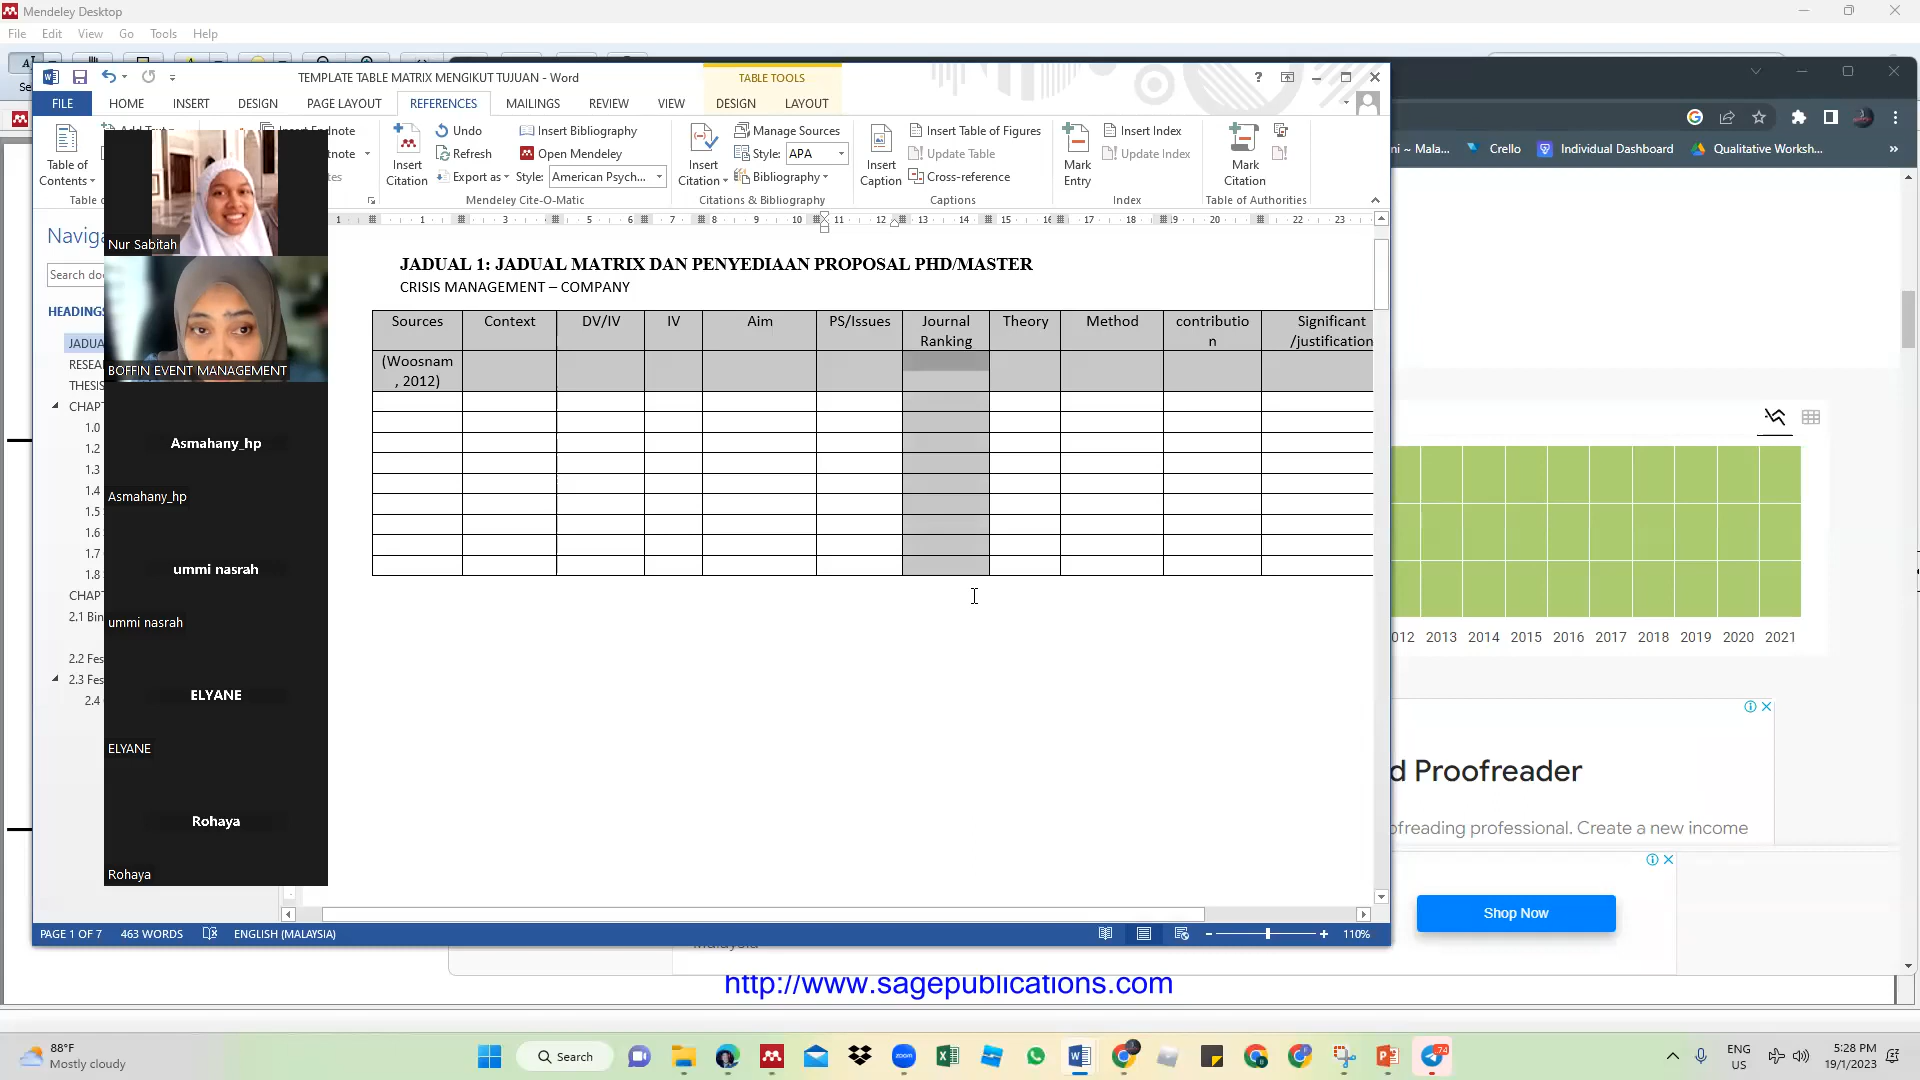 Mendeley Desktop
File Edit View Go Tools Help
TEMPLATE TABLE MATRIX MENGIKUT TUJUAN - Word
TABLE TOOLS
FILE HOME INSERT DESIGN PAGE LAYOUT REFERENCES MAILINGS REVIEW VIEW DESIGN LAYOUT
Table of Contents
Insert Endnote
Insert Citation
Undo
Refresh
Export as
Insert Bibliography
Open Mendeley
Style: American Psych...
Mendeley Cite-O-Matic
Insert Citation
Manage Sources
Style: APA
Bibliography
Citations & Bibliography
Insert Caption
Insert Table of Figures
Update Table
Cross-reference
Captions
Mark Entry
Insert Index
Update Index
Index
Mark Citation
Table of Authorities
Crello
Individual Dashboard
Qualitative Worksh...
Nur Sabitah
BOFFIN EVENT MANAGEMENT
Asmahany_hp
Asmahany_hp
ummi nasrah
ummi nasrah
ELYANE
ELYANE
Rohaya
Rohaya
1.0
1.2
1.3
1.4
1.5
1.6
1.7
1.8
2.1 Bin
2.2 Fes
2.3 Fes
2.4
JADUAL 1: JADUAL MATRIX DAN PENYEDIAAN PROPOSAL PHD/MASTER
CRISIS MANAGEMENT – COMPANY
Sources Context DV/IV IV Aim PS/Issues Journal Ranking Theory Method contributio n Significant /justification
(Woosnam , 2012)
2013 2014 2015 2016 2017 2018 2019 2020 2021
d Proofreader
ofreading professional. Create a new income
Shop Now
PAGE 1 OF 7 463 WORDS ENGLISH (MALAYSIA) 110%
http://www.sagepublications.com
88°F
Mostly cloudy
Search
zoom
74
ENG
US
5:28 PM
19/1/2023